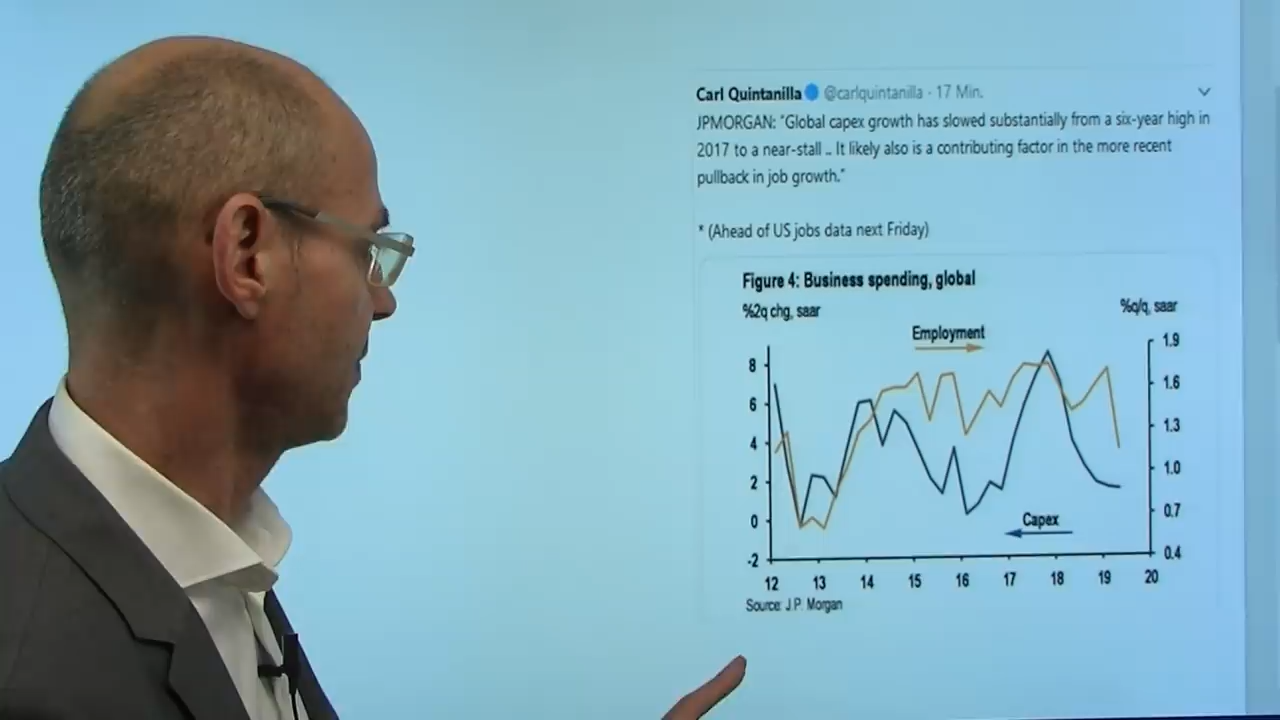 Carl Quintanilla @carlquintanilla · 17 Min.
JPMORGAN: "Global capex growth has slowed substantially from a six-year high in
2017 to a near-stall .. It likely also is a contributing factor in the more recent
pullback in job growth."
* (Ahead of US jobs data next Friday)
Figure 4: Business spending, global
%2q chg, saar %q/q, saar
Employment
1.9
8
1.6
6
1.3
4
1.0
2
0.7
0
Capex
-2
0.4
12 13 14 15 16 17 18 19 20
Source: J.P. Morgan